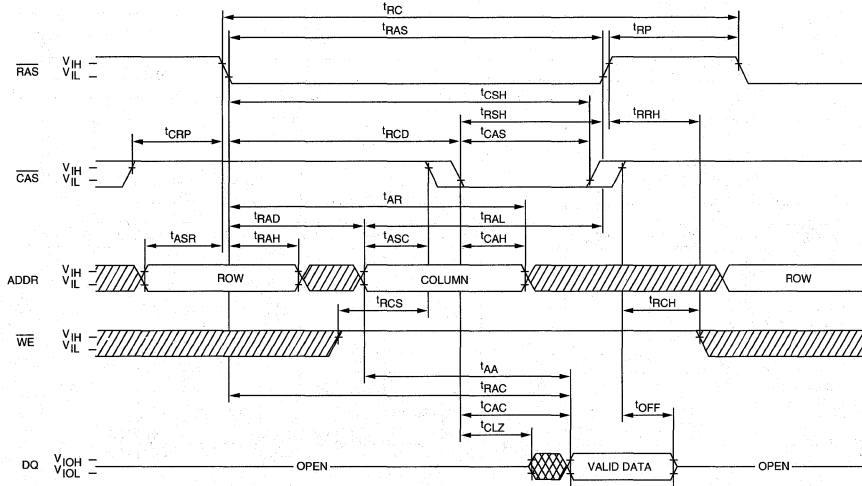 tRC
tRAS
tRP
RAS
VIH
VIL
tCSH
tRSH
tRRH
tCRP
tRCD
tCAS
CAS
VIH
VIL
tAR
tRAD
tRAL
tASR
tRAH
tASC
tCAH
ADDR
VIH
VIL
ROW
COLUMN
ROW
tRCS
tRCH
WE
VIH
VIL
tAA
tRAC
tCAC
tOFF
tCLZ
DQ
VIOH
VIOL
OPEN
VALID DATA
OPEN